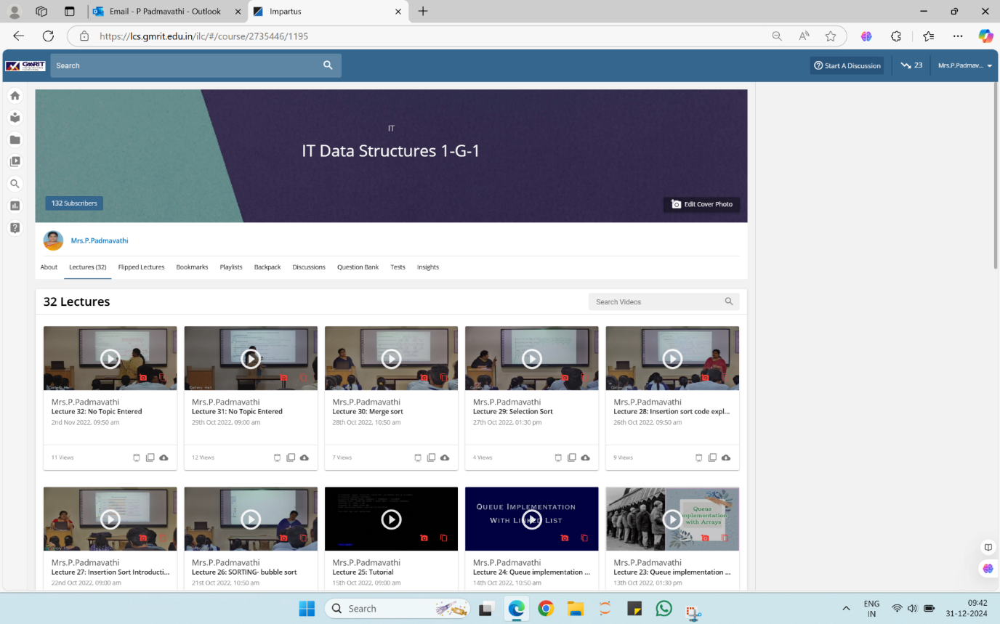 Email - P Padmavathi - Outlook
Impartus
https://lcs.gmrit.edu.in/ilc/#/course/2735446/1195
GMRIT
Search
Start A Discussion
23
Mrs.P.Padmav...
IT
IT Data Structures 1-G-1
132 Subscribers
Edit Cover Photo
Mrs.P.Padmavathi
About Lectures (32) Flipped Lectures Bookmarks Playlists Backpack Discussions Question Bank Tests Insights
32 Lectures
Search Videos
Mrs.P.Padmavathi
Lecture 32: No Topic Entered
2nd Nov 2022, 09:50 am
11 Views
Mrs.P.Padmavathi
Lecture 31: No Topic Entered
29th Oct 2022, 09:00 am
12 Views
Mrs.P.Padmavathi
Lecture 30: Merge sort
28th Oct 2022, 10:50 am
7 Views
Mrs.P.Padmavathi
Lecture 29: Selection Sort
27th Oct 2022, 01:30 pm
4 Views
Mrs.P.Padmavathi
Lecture 28: Insertion sort code expl...
26th Oct 2022, 09:50 am
9 Views
Mrs.P.Padmavathi
Lecture 27: Insertion Sort Introducti...
22nd Oct 2022, 09:00 am
Mrs.P.Padmavathi
Lecture 26: SORTING- bubble sort
21st Oct 2022, 10:50 am
Mrs.P.Padmavathi
Lecture 25: Tutorial
15th Oct 2022, 09:00 am
Queue Implementation
With Linked List
Mrs.P.Padmavathi
Lecture 24: Queue implementation ...
14th Oct 2022, 10:50 am
Queue
Implementation
with Arrays
Mrs.P.Padmavathi
Lecture 23: Queue implementation ...
13th Oct 2022, 01:30 pm
Search
ENG
IN
09:42
31-12-2024